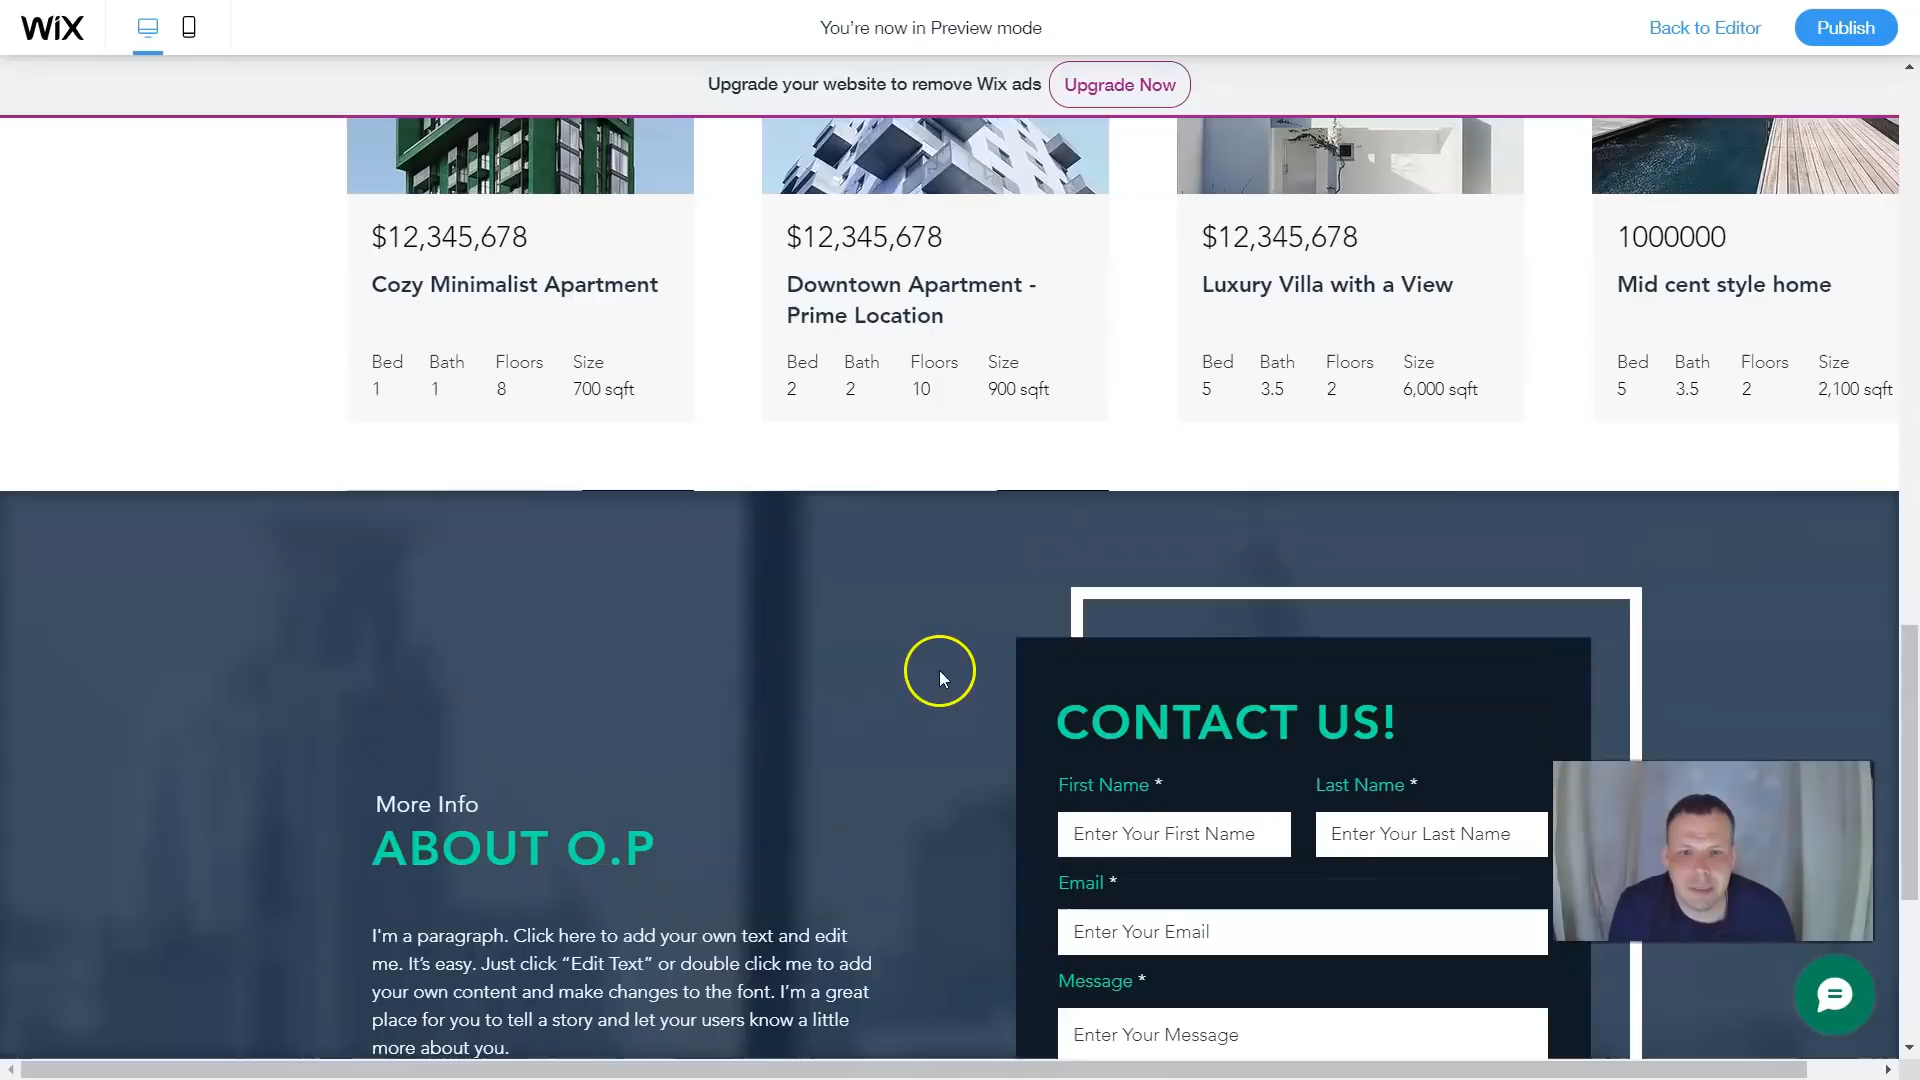 WiX
You're now in Preview mode
Back to Editor
Publish
Upgrade your website to remove Wix ads
Upgrade Now
$12,345,678
Cozy Minimalist Apartment
Bed Bath Floors Size
1 1 8 700 sqft
$12,345,678
Downtown Apartment -
Prime Location
Bed Bath Floors Size
2 2 10 900 sqft
$12,345,678
Luxury Villa with a View
Bed Bath Floors Size
5 3.5 2 6,000 sqft
1000000
Mid cent style home
Bed Bath Floors Size
5 3.5 2 2,100 sqft
More Info
ABOUT O.P
I'm a paragraph. Click here to add your own text and edit
me. It's easy. Just click “Edit Text” or double click me to add
your own content and make changes to the font. I'm a great
place for you to tell a story and let your users know a little
more about you.
CONTACT US!
First Name * Last Name *
Enter Your First Name Enter Your Last Name
Email *
Enter Your Email
Message *
Enter Your Message